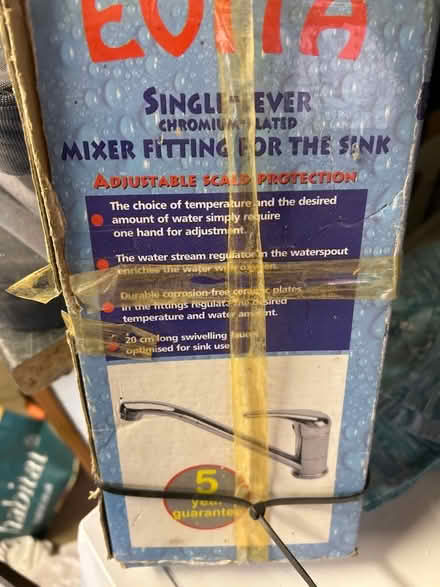 EVITA
SINGLE-LEVER
CHROMIUM-PLATED
MIXER FITTING FOR THE SINK
ADJUSTABLE SCALD PROTECTION
The choice of temperature and the desired
amount of water simply require
one hand for adjustment.
The water stream regulator in the waterspout
enriches the water with oxygen.
Durable corrosion-free ceramic plates
in the fittings regulate the desired
temperature and water amount.
20 cm long swivelling faucet
optimised for sink use
5
year
guarantee
habitat